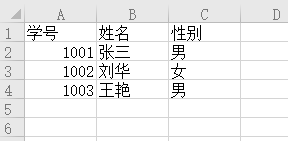 A B C D
1 学号 姓名 性别
2 1001 张三 男
3 1002 刘华 女
4 1003 王艳 男
5
6